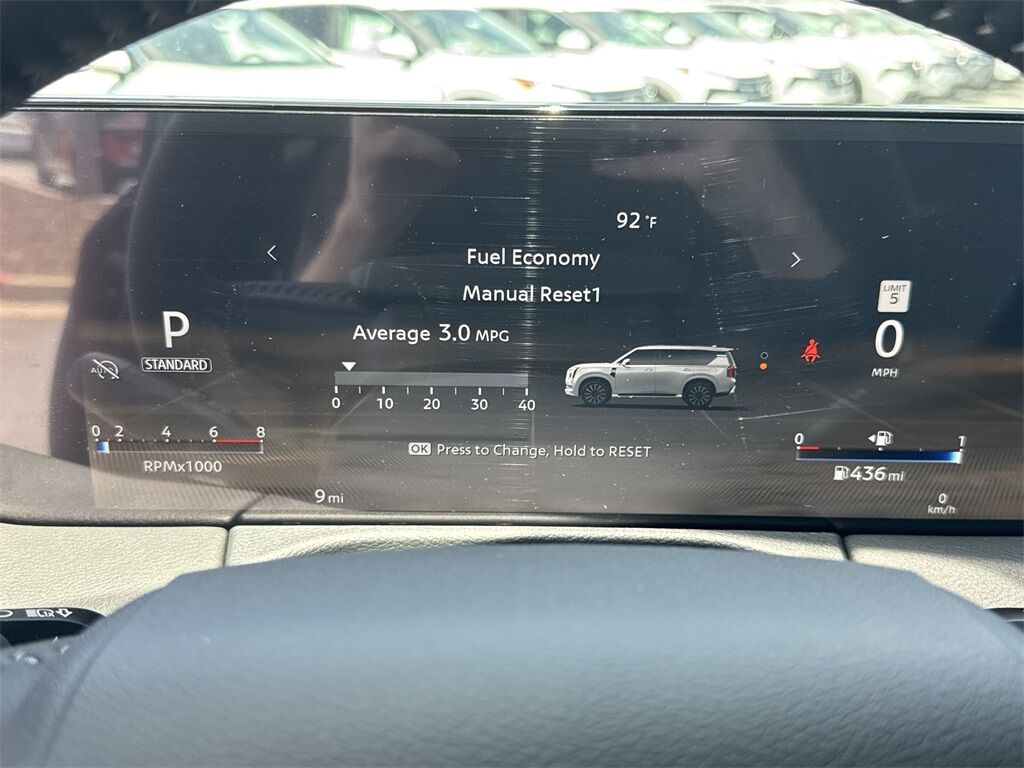 92 °F
Fuel Economy
Manual Reset1
Average 3.0 MPG
0 10 20 30 40
OK Press to Change, Hold to RESET
P
STANDARD
AUTO
0 2 4 6 8
RPMx1000
9 mi
LIMIT
5
0
MPH
0 1
436 mi
0
km/h